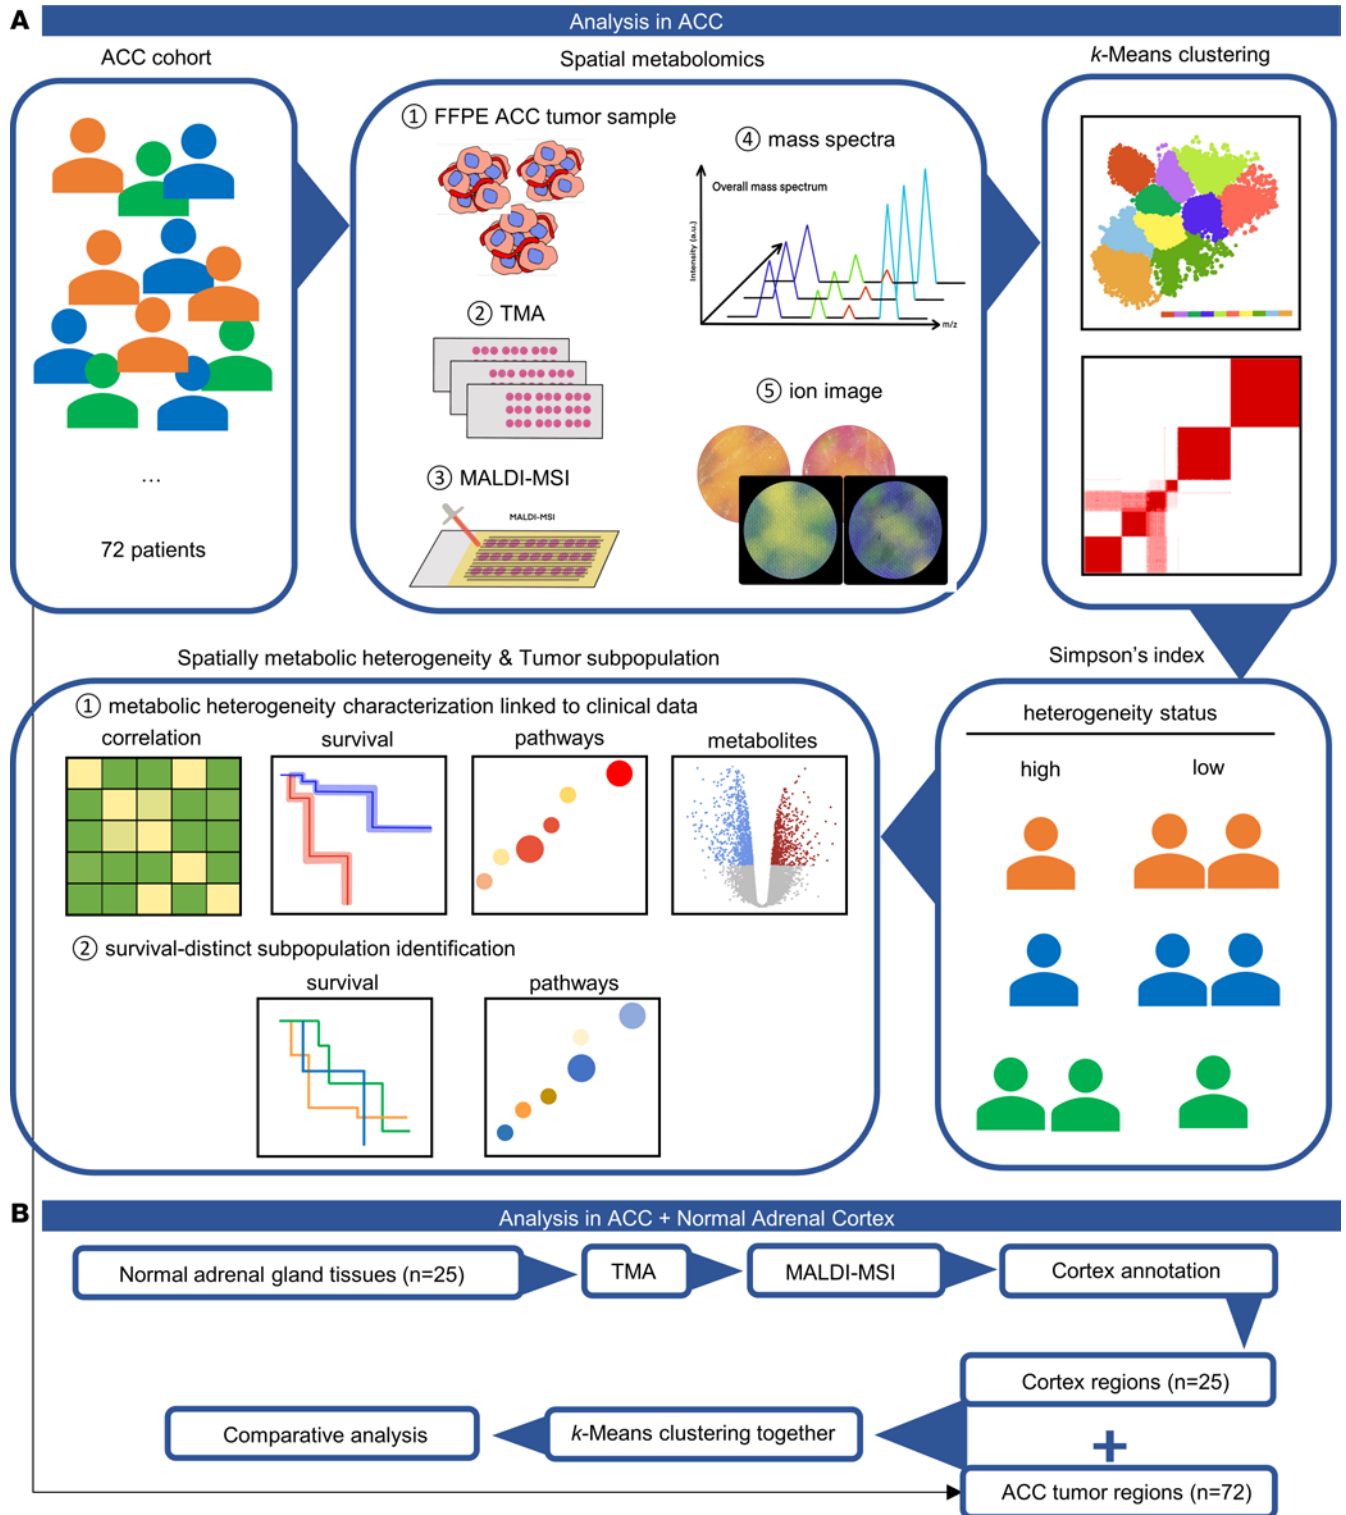 A
Analysis in ACC
ACC cohort
Spatial metabolomics
k-Means clustering
① FFPE ACC tumor sample
④ mass spectra
Overall mass spectrum
Intensity (a.u.)
m/z
② TMA
⑤ ion image
③ MALDI-MSI
MALDI-MSI
...
72 patients
Spatially metabolic heterogeneity & Tumor subpopulation
Simpson's index
① metabolic heterogeneity characterization linked to clinical data
correlation
survival
pathways
metabolites
heterogeneity status
high
low
② survival-distinct subpopulation identification
survival
pathways
B
Analysis in ACC + Normal Adrenal Cortex
Normal adrenal gland tissues (n=25)
TMA
MALDI-MSI
Cortex annotation
Cortex regions (n=25)
Comparative analysis
k-Means clustering together
+
ACC tumor regions (n=72)